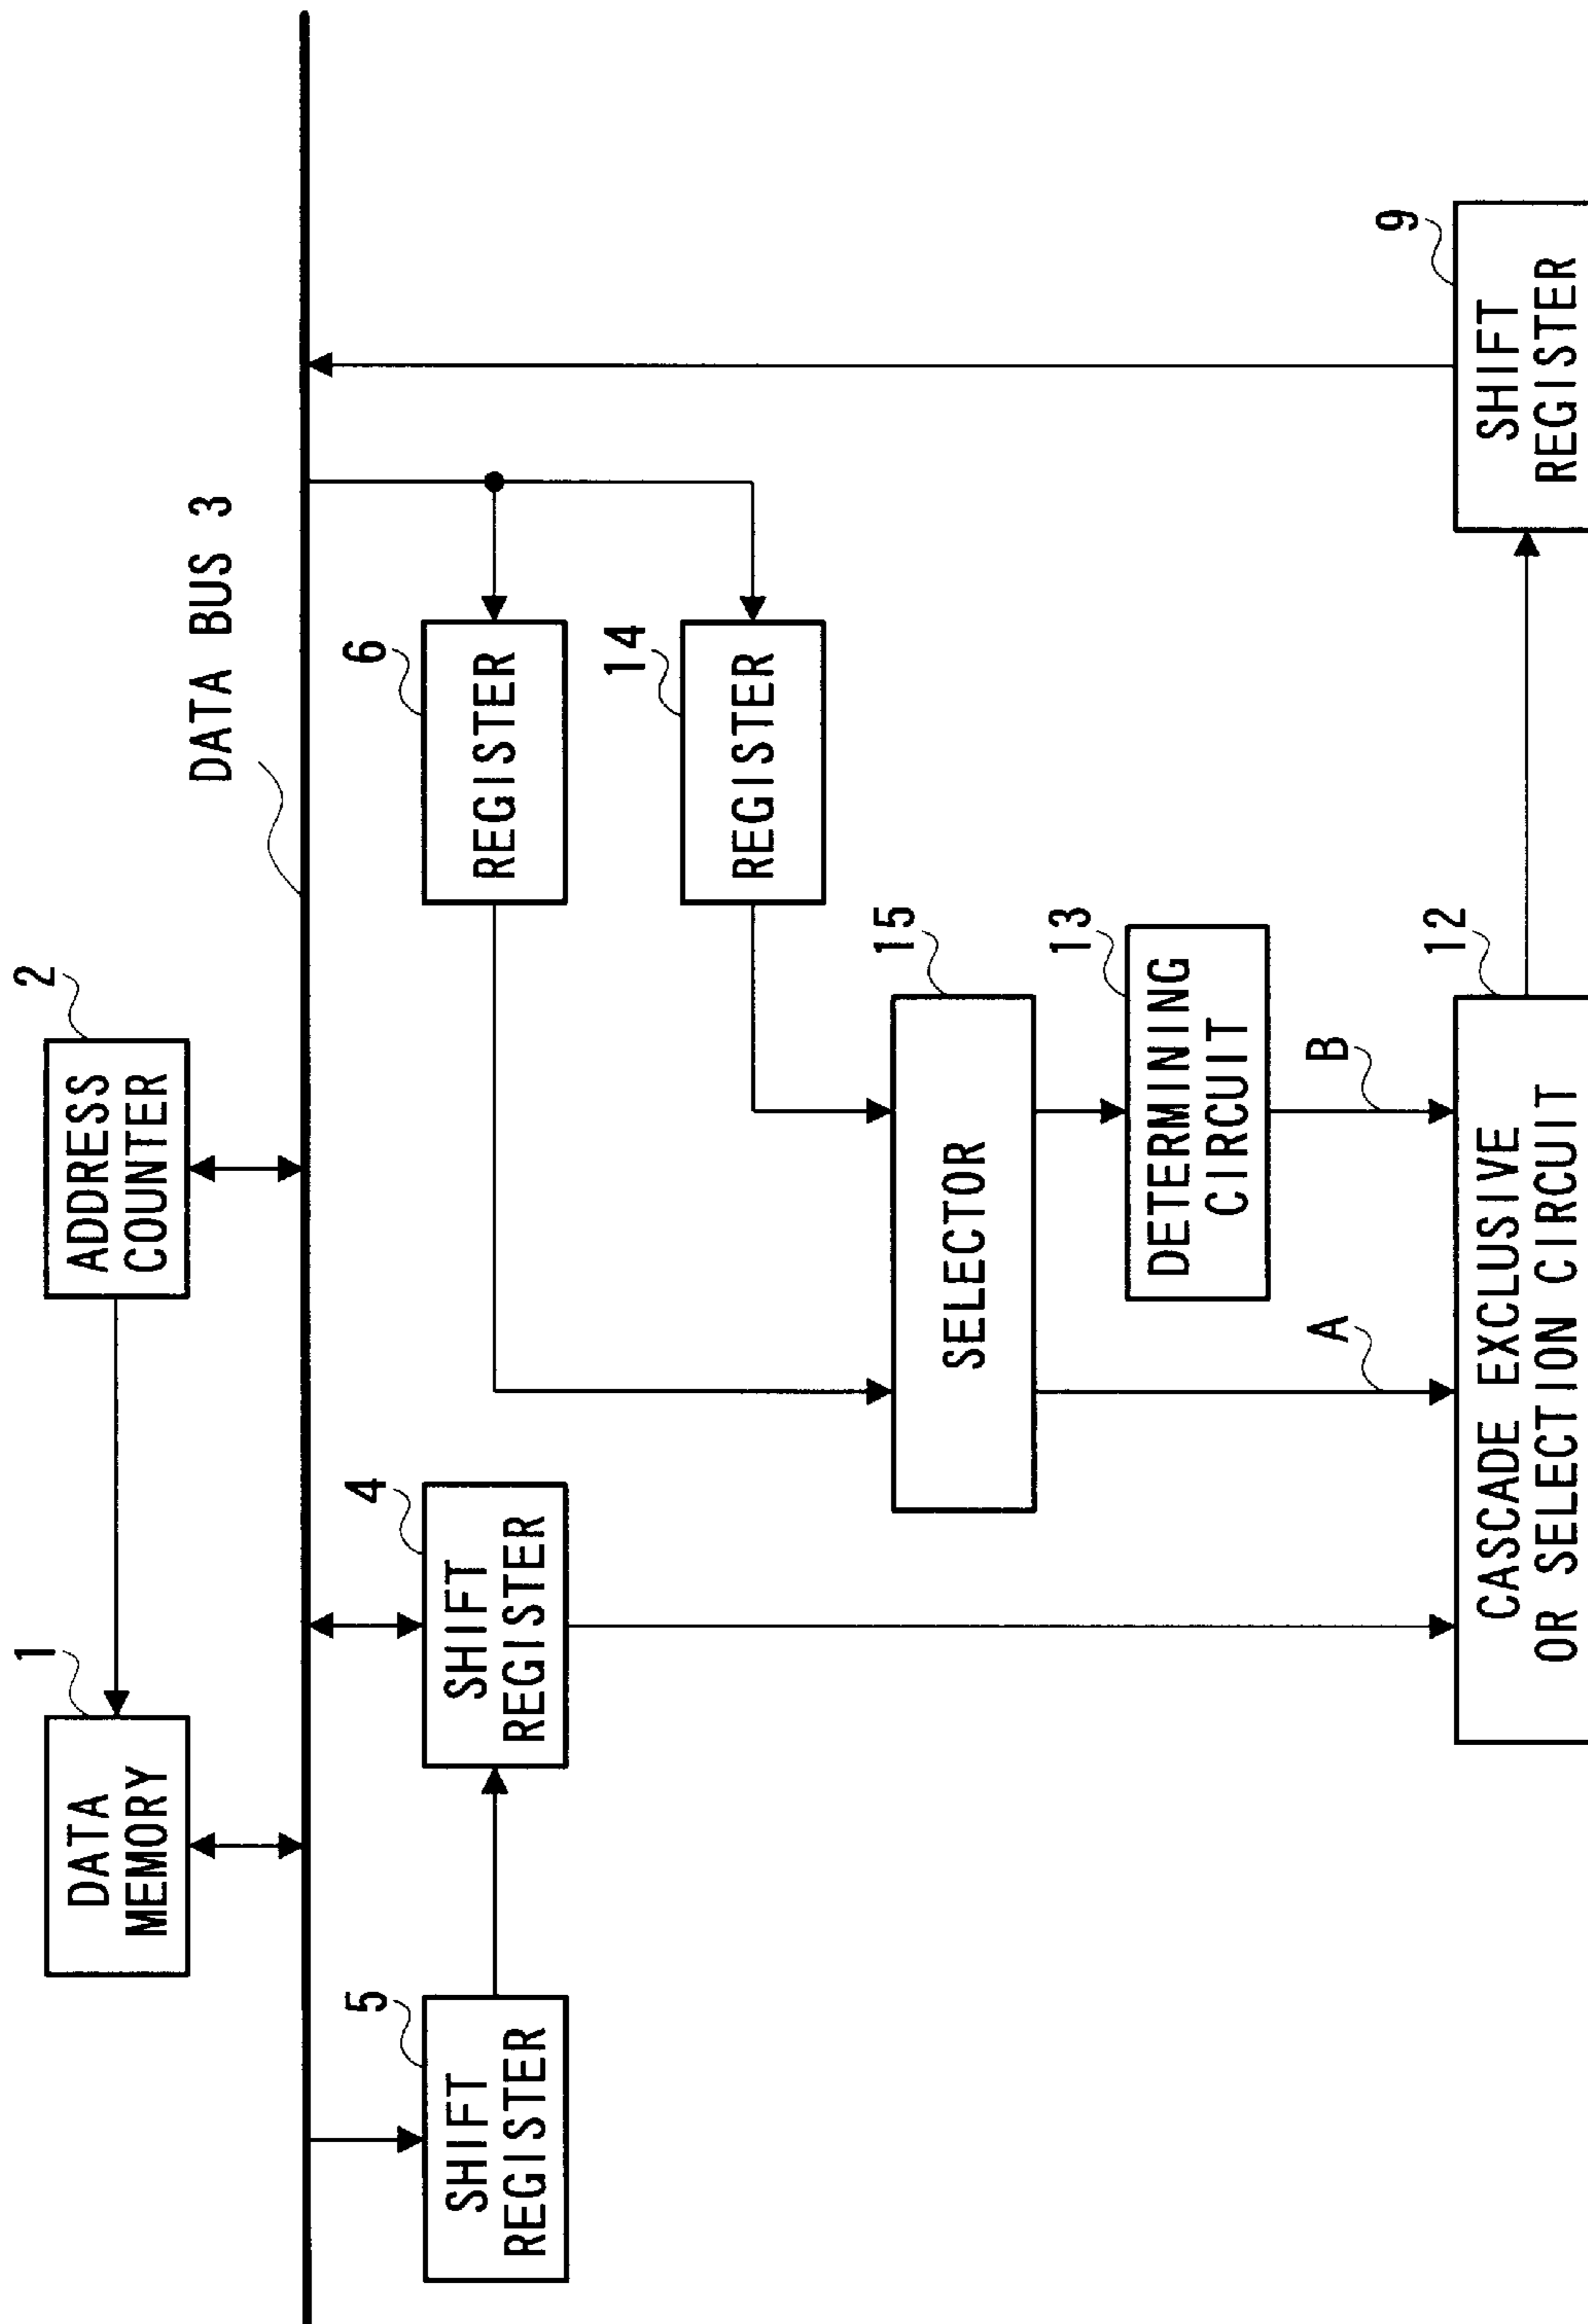 1
DATA
MEMORY
2
ADDRESS
COUNTER
DATA BUS 3
5
SHIFT
REGISTER
4
SHIFT
REGISTER
6
REGISTER
14
REGISTER
SELECTOR
15
13
DETERMINING
CIRCUIT
A
B
CASCADE EXCLUSIVE
OR SELECTION CIRCUIT
12
9
SHIFT
REGISTER